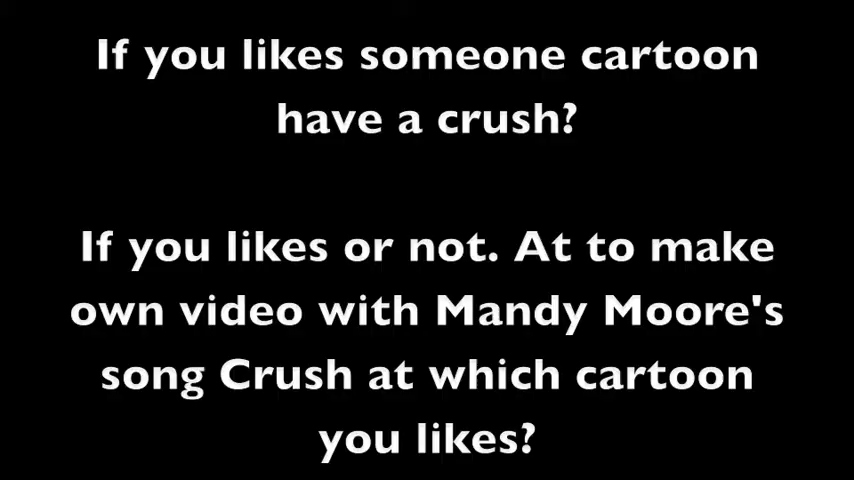 If you likes someone cartoon
have a crush?
If you likes or not. At to make
own video with Mandy Moore's
song Crush at which cartoon
you likes?